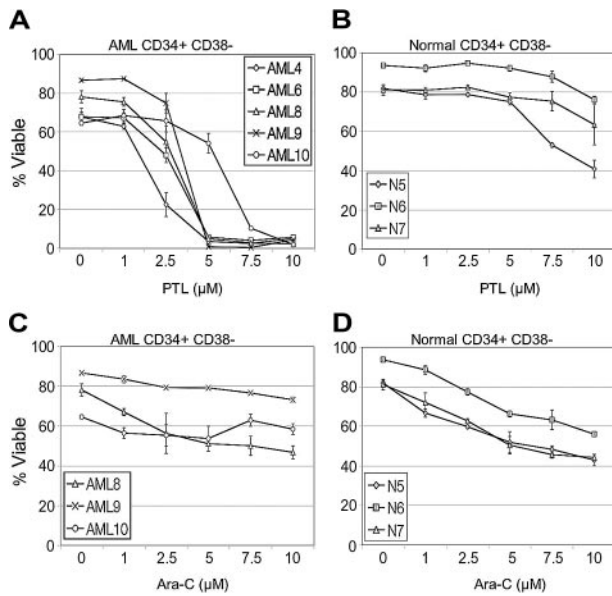 A
AML CD34+ CD38-
% Viable
100
80
60
40
20
0
AML4
AML6
AML8
AML9
AML10
0 1 2.5 5 7.5 10
PTL (µM)
B
Normal CD34+ CD38-
100
80
60
40
20
0
N5
N6
N7
0 1 2.5 5 7.5 10
PTL (µM)
C
AML CD34+ CD38-
% Viable
100
80
60
40
20
0
AML8
AML9
AML10
0 1 2.5 5 7.5 10
Ara-C (µM)
D
Normal CD34+ CD38-
100
80
60
40
20
0
N5
N6
N7
0 1 2.5 5 7.5 10
Ara-C (µM)